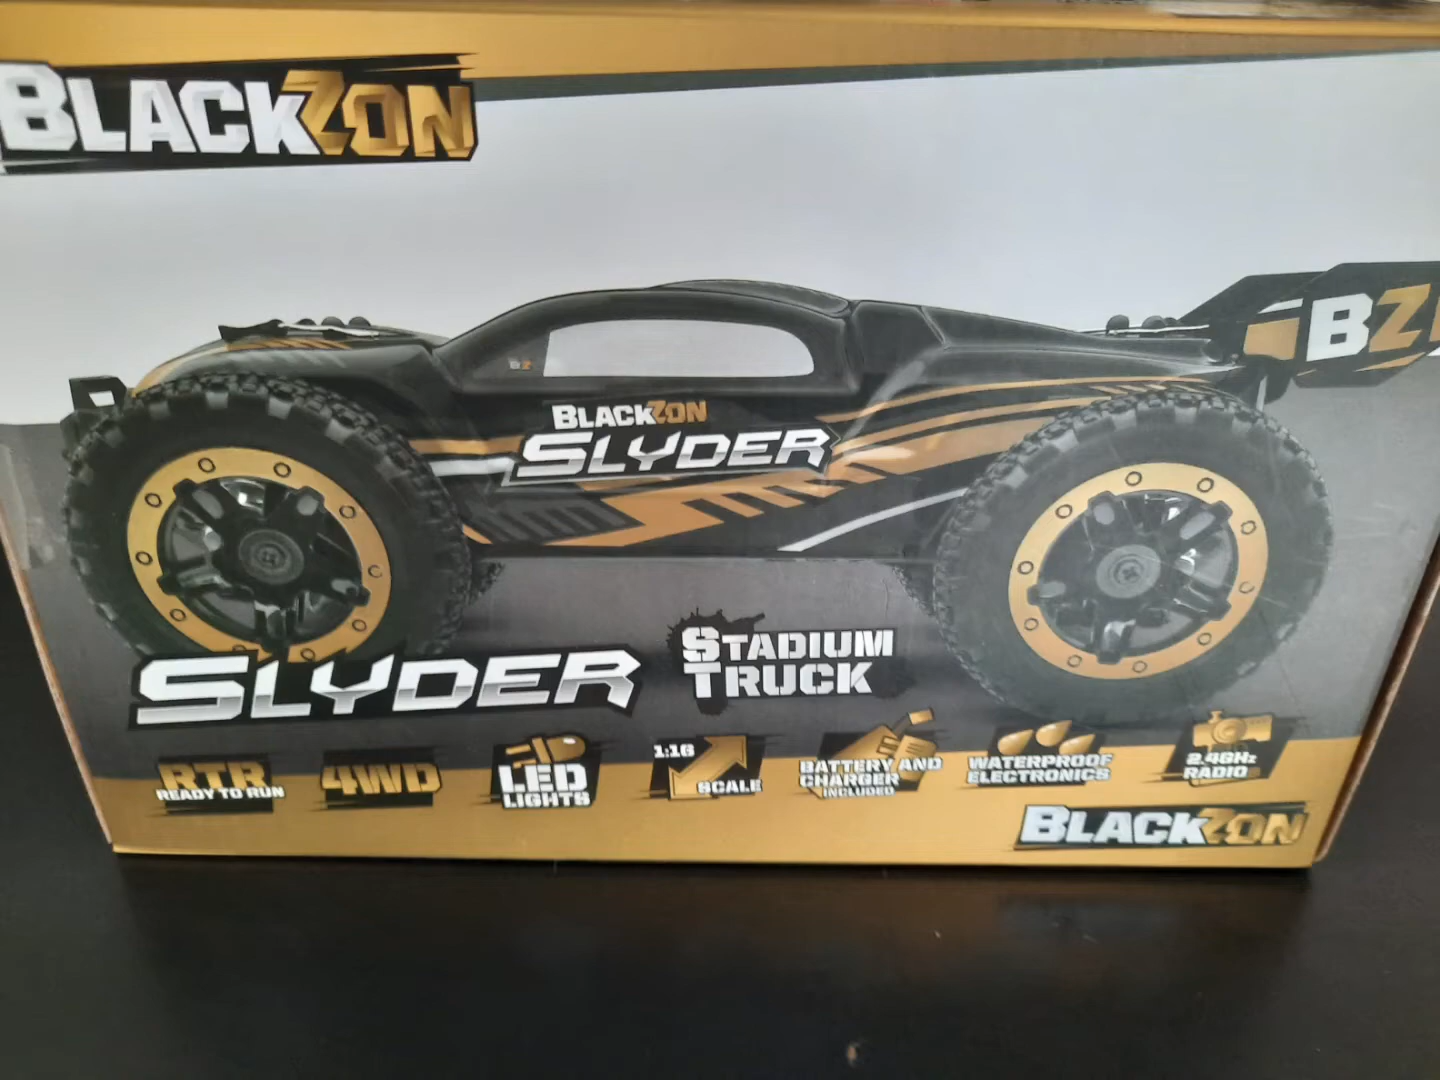 BLACKZON
BZ
BZ
BLACKZON
SLYDER
SLYDER
STADIUM
TRUCK
RTR
READY TO RUN
4WD
LED
LIGHTS
1:16
SCALE
BATTERY AND
CHARGER
INCLUDED
WATERPROOF
ELECTRONICS
2.4GHz
RADIO
BLACKZON